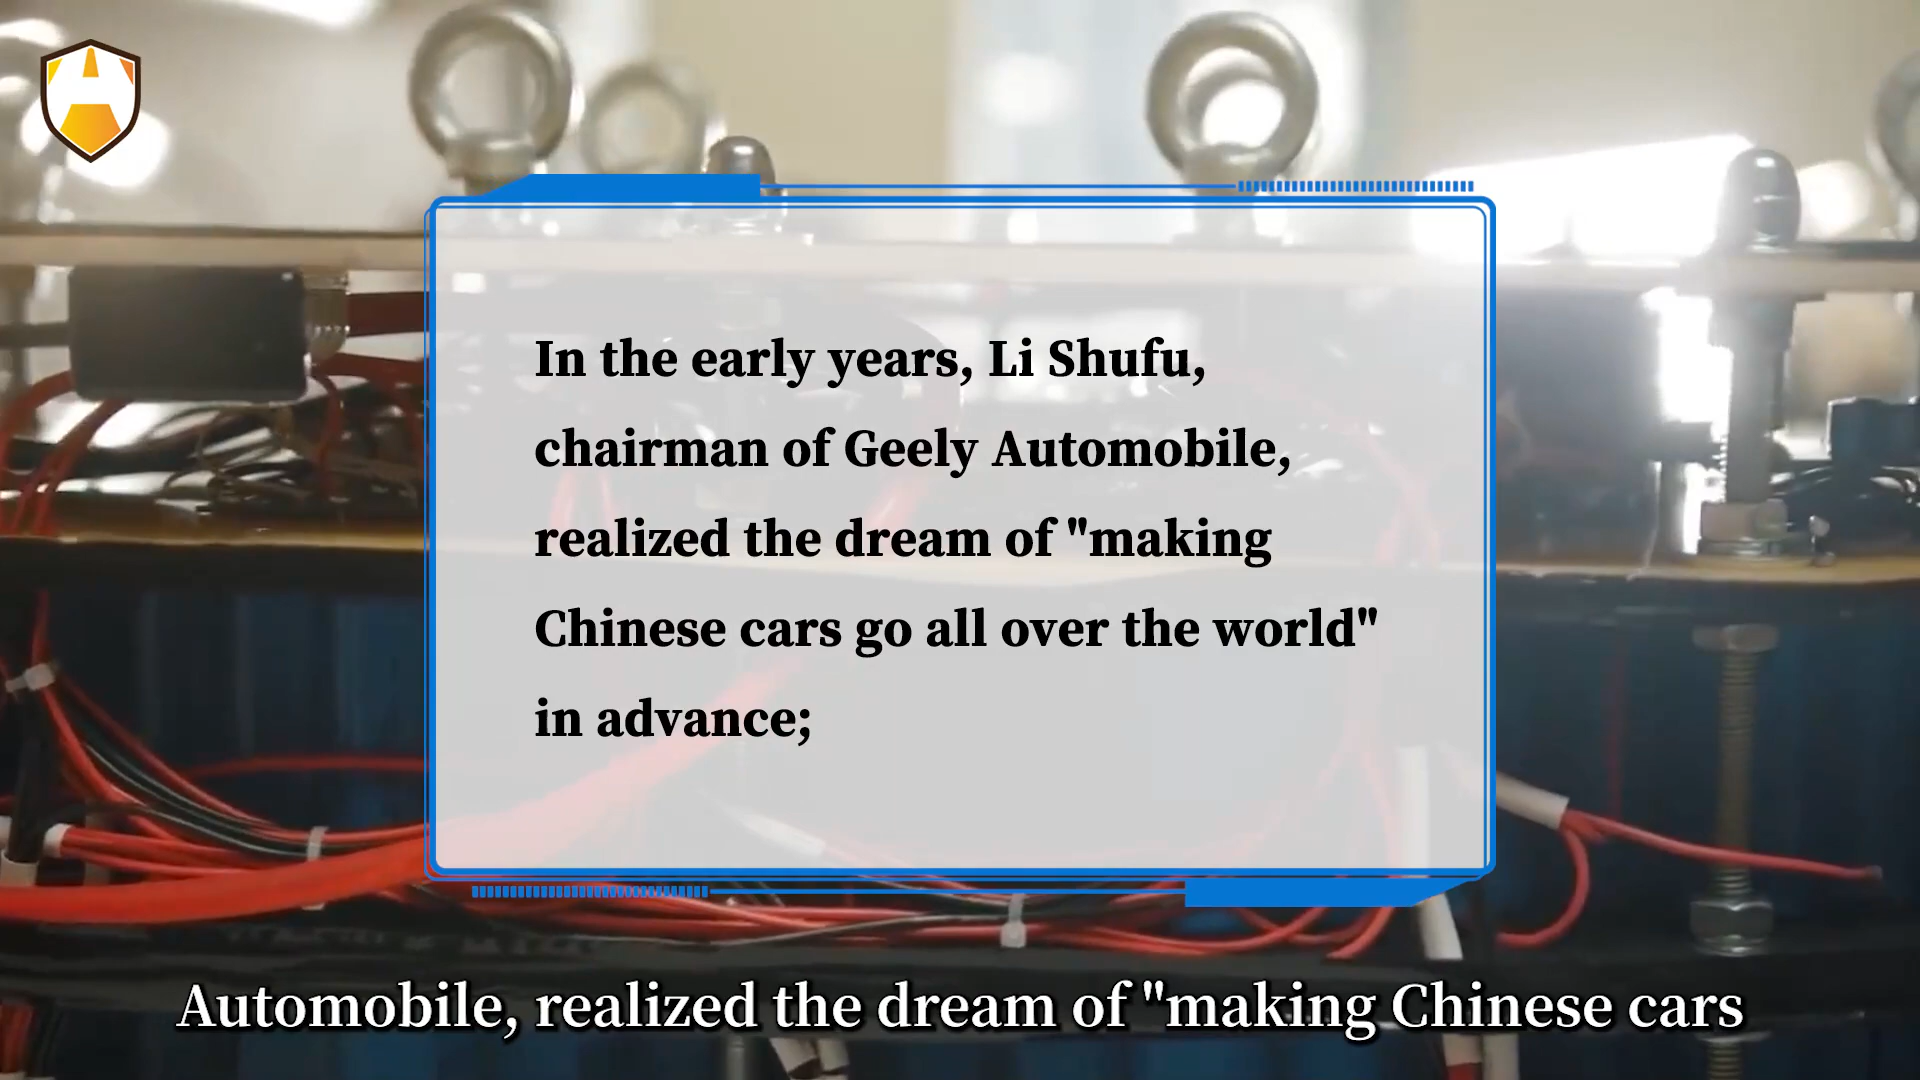 In the early years, Li Shufu,
chairman of Geely Automobile,
realized the dream of "making
Chinese cars go all over the world"
in advance;
Automobile, realized the dream of "making Chinese cars